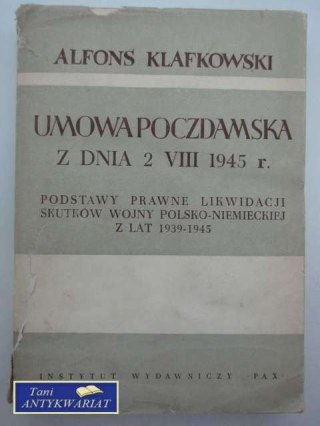 ALFONS KLAFKOWSKI
UMOWA POCZDAMSKA
Z DNIA 2 VIII 1945 r.
PODSTAWY PRAWNE LIKWIDACJI
SKUTKÓW WOJNY POLSKO-NIEMIECKIEJ
Z LAT 1939-1945
INSTYTUT WYDAWNICZY ·PAX·
Tani
ANTYKWARIAT